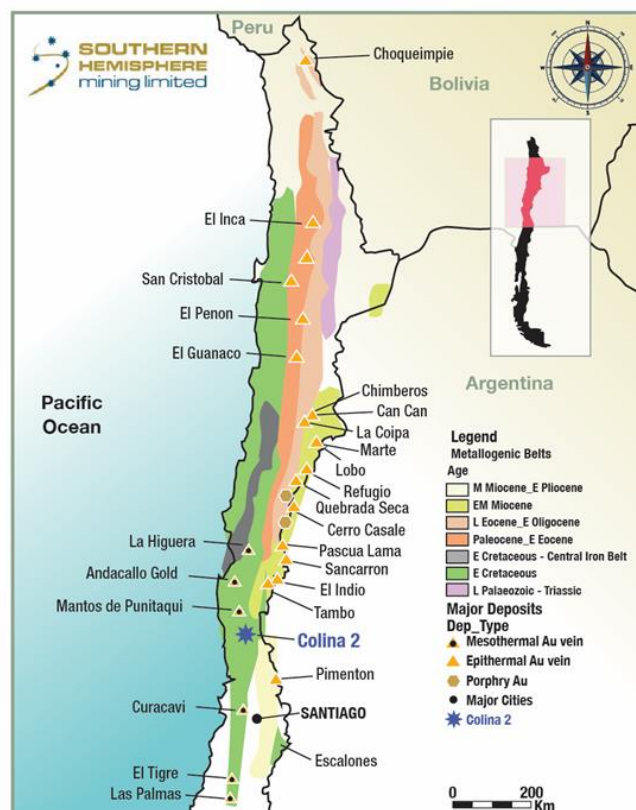 SOUTHERN
HEMISPHERE
mining limited
Peru
Choqueimpie
Bolivia
El Inca
San Cristobal
El Penon
El Guanaco
Pacific
Ocean
Argentina
Chimberos
Can Can
La Coipa
Marte
Lobo
Refugio
Quebrada Seca
Cerro Casale
La Higuera
Pascua Lama
Andacallo Gold
Sancarron
El Indio
Mantos de Punitaqui
Tambo
Colina 2
Pimenton
Curacavi
SANTIAGO
Escalones
El Tigre
Las Palmas
Legend
Metallogenic Belts
Age
M Miocene_E Pliocene
EM Miocene
L Eocene_E Oligocene
Paleocene_E Eocene
E Cretaceous - Central Iron Belt
E Cretaceous
L Palaeozoic - Triassic
Major Deposits
Dep_Type
Mesothermal Au vein
Epithermal Au vein
Porphry Au
Major Cities
Colina 2
0 200
Km